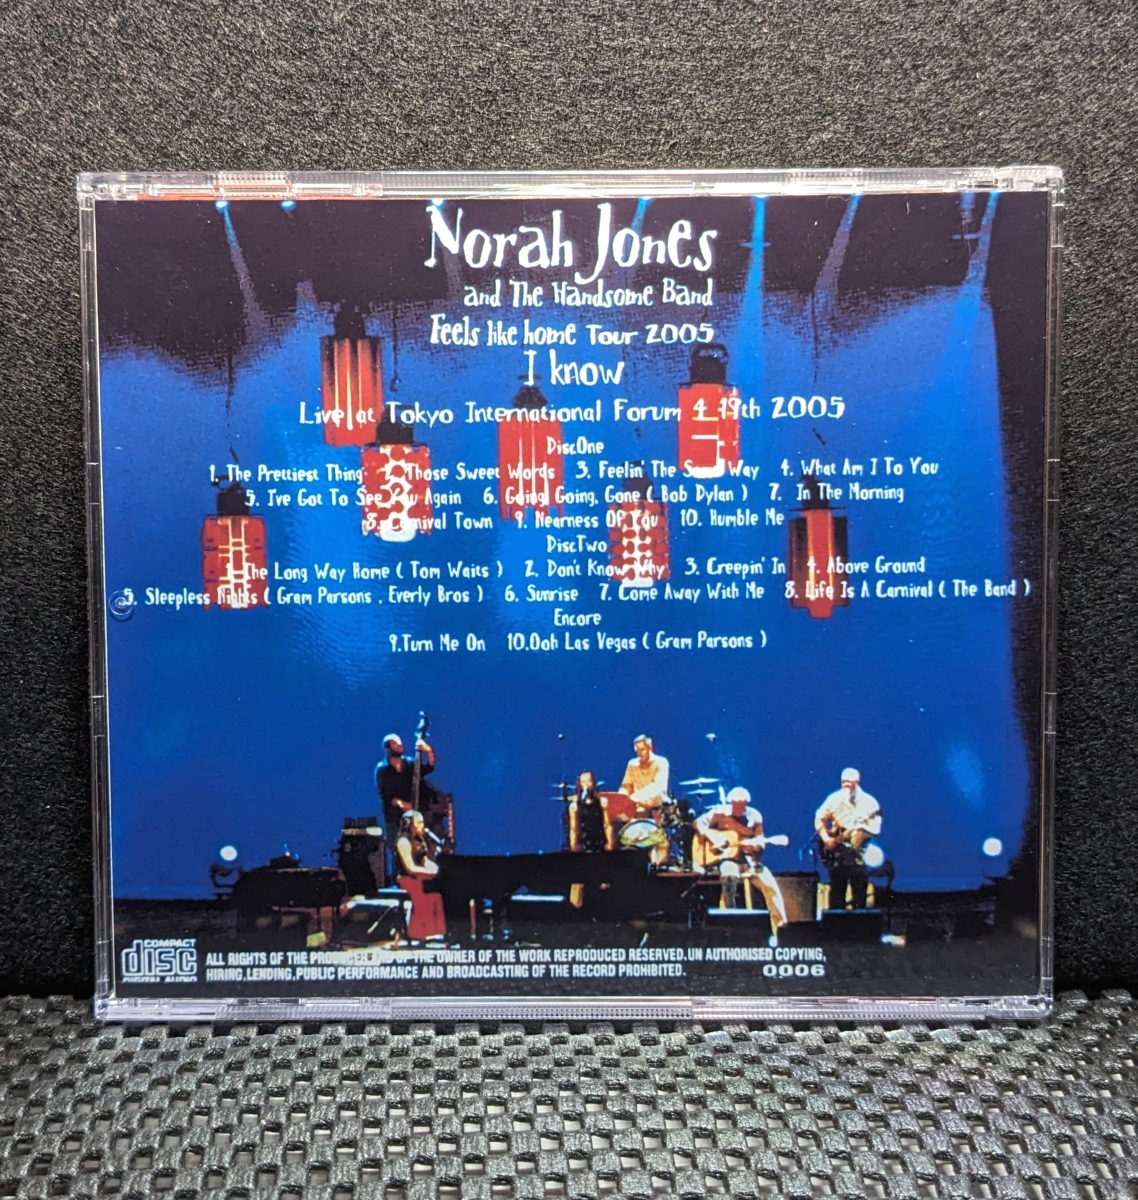 Norah Jones
and The Handsome Band
Feels like home Tour 2005
I know
Live at Tokyo International Forum 4 19th 2005
DiscOne
1. The Prettiest Thing 2. Those Sweet Words 3. Feelin' The Same Way 4. What Am I To You
5. I've Got To See You Again 6. Going Going, Gone ( Bob Dylan ) 7. In The Morning
8. Carnival Town 9. Nearness Of You 10. Humble Me
DiscTwo
1. The Long Way Home ( Tom Waits ) 2. Don't Know Why 3. Creepin' In 4. Above Ground
5. Sleepless Nights ( Gram Parsons . Everly Bros ) 6. Sunrise 7. Come Away With Me 8. Life Is A Carnival ( The Band )
Encore
9.Turn Me On 10.Ooh Las Vegas ( Gram Parsons )
COMPACT
disc
DIGITAL AUDIO
ALL RIGHTS OF THE PRODUCER AND OF THE OWNER OF THE WORK REPRODUCED RESERVED.UN AUTHORISED COPYING,
HIRING,LENDING,PUBLIC PERFORMANCE AND BROADCASTING OF THE RECORD PROHIBITED. 0006